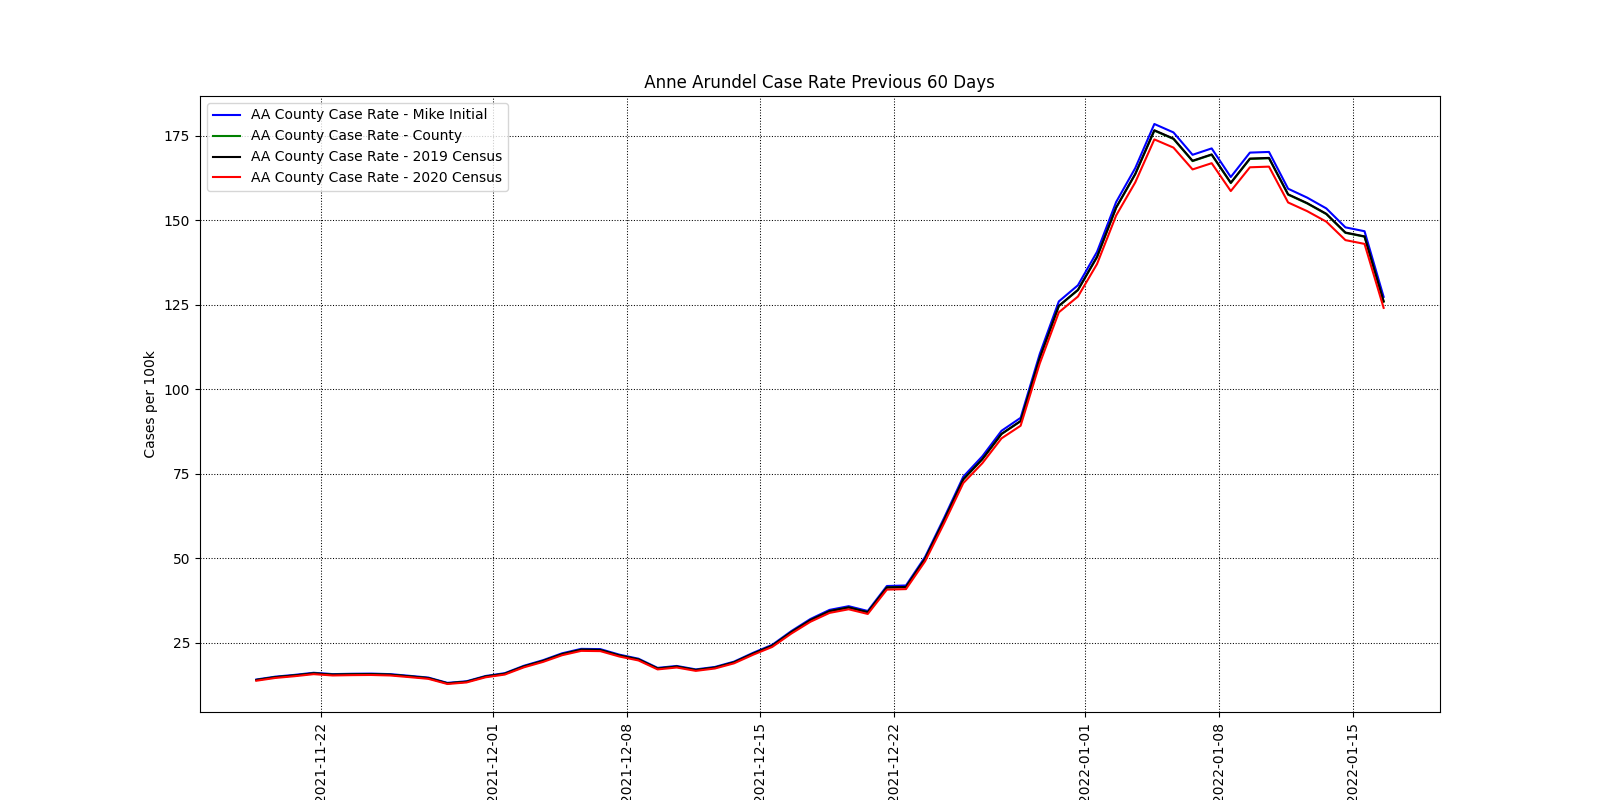 Anne Arundel Case Rate Previous 60 Days
AA County Case Rate - Mike Initial
AA County Case Rate - County
AA County Case Rate - 2019 Census
AA County Case Rate - 2020 Census
175
150
125
100
75
50
25
Cases per 100k
2021-11-22
2021-12-01
2021-12-08
2021-12-15
2021-12-22
2022-01-01
2022-01-08
2022-01-15